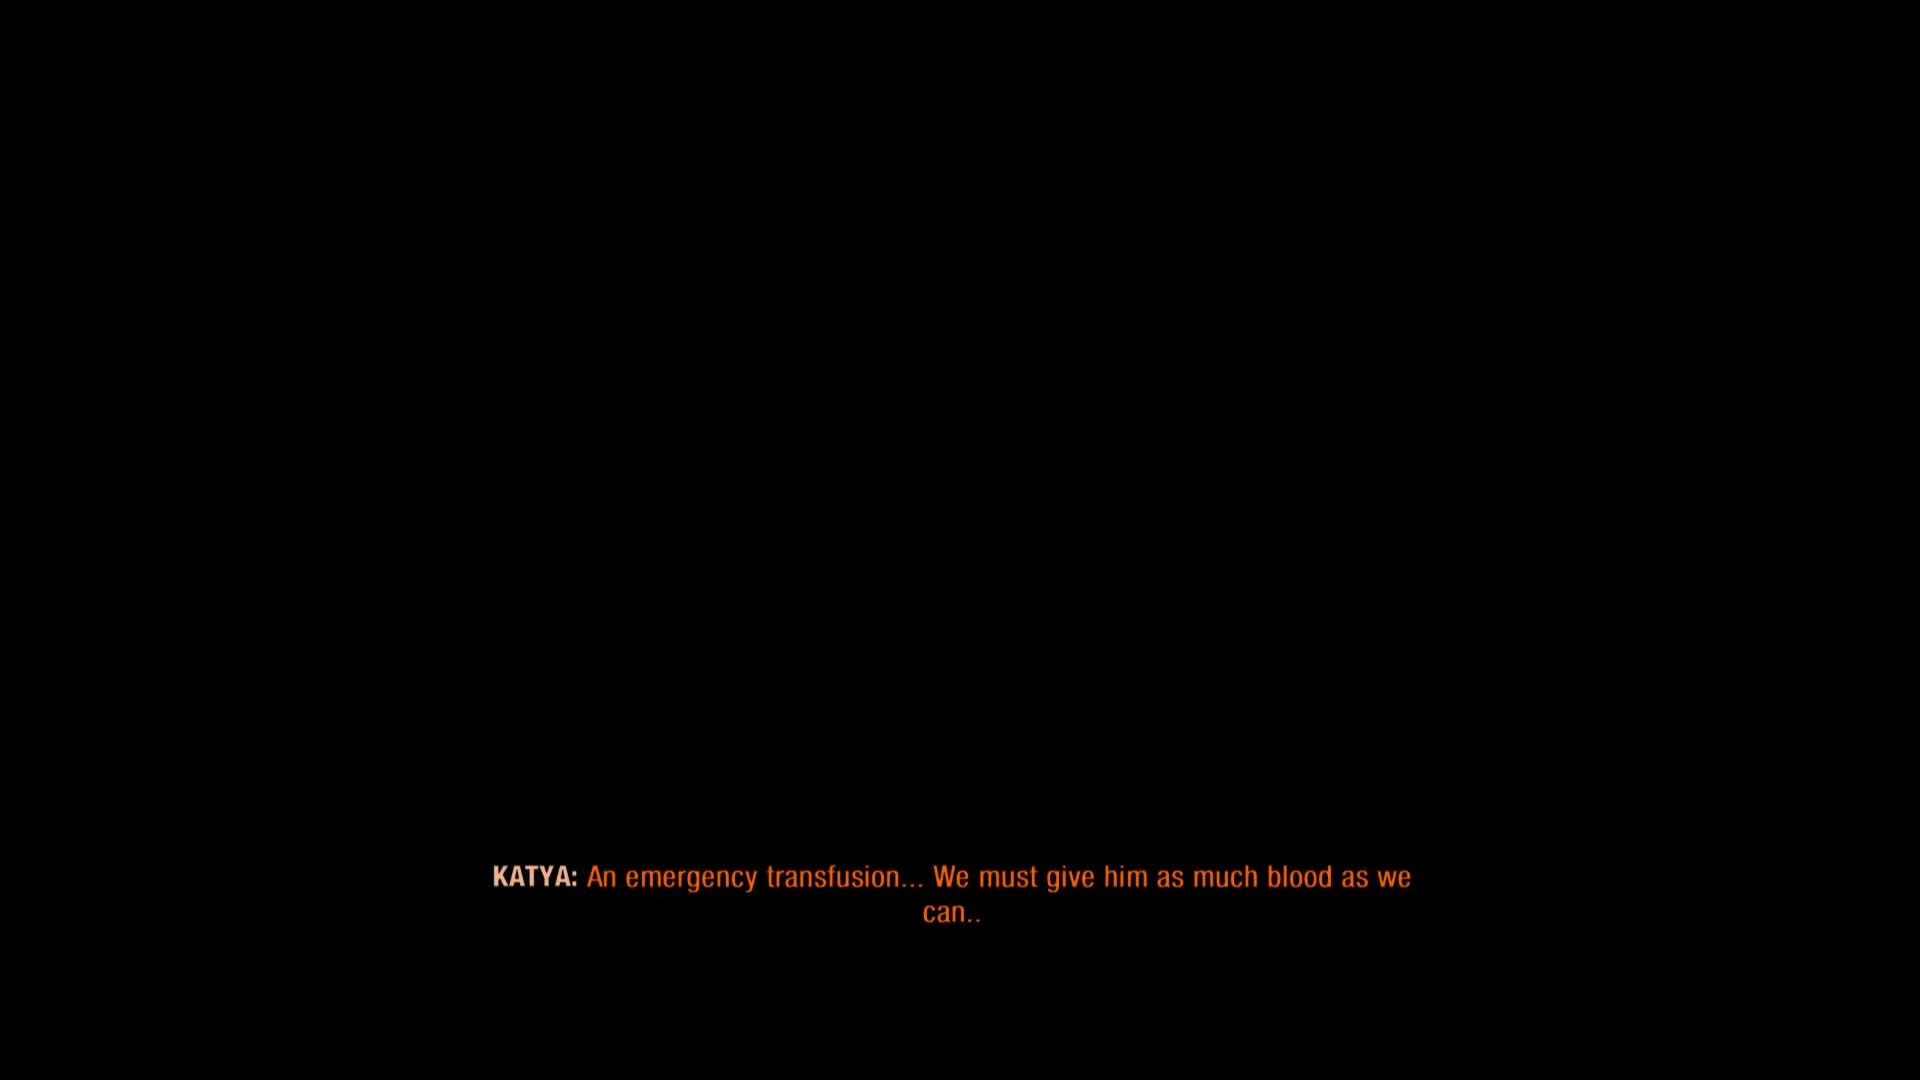 KATYA: An emergency transfusion... We must give him as much blood as we
can..